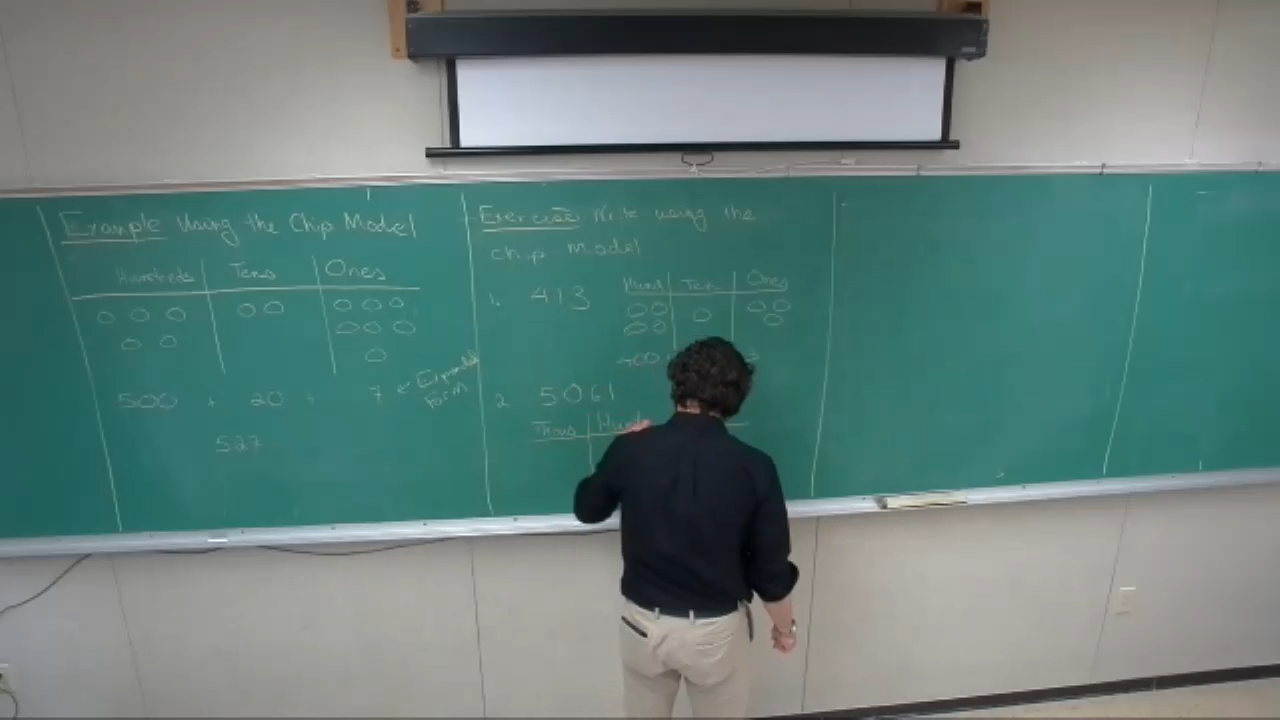 Example Using the Chip Model
Hundreds Tens Ones
500 + 20 + 7 ← Expanded Form
527
Exercise: Write using the
chip Model
1. 413
Hund Ten Ones
400
2. 5061
Thous Hund